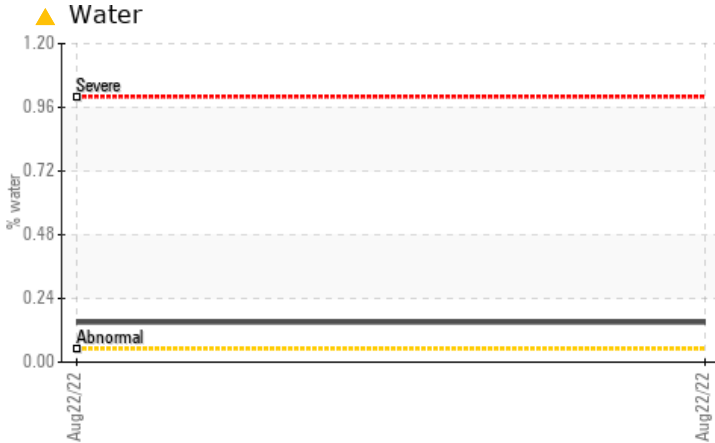 Water
1.20
Severe
0.96
0.72
% water
0.48
0.24
Abnormal
0.00
Aug22/22
Aug22/22